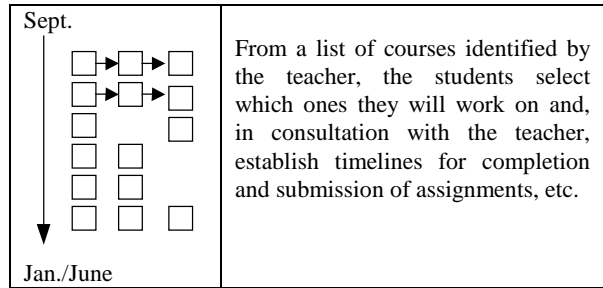 Sept.
From a list of courses identified by
the teacher, the students select
which ones they will work on and,
in consultation with the teacher,
establish timelines for completion
and submission of assignments, etc.
Jan./June